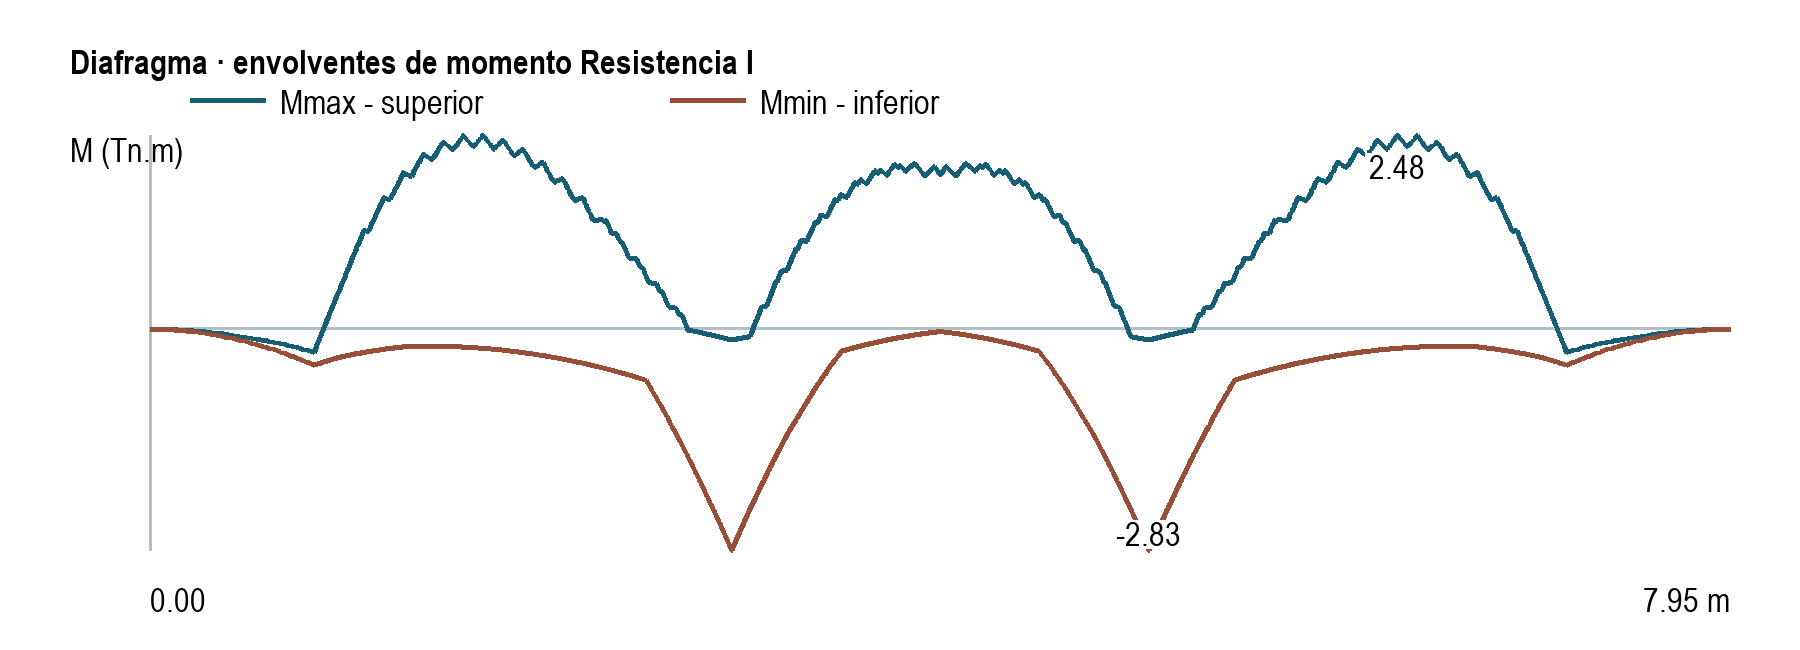 Diafragma · envolventes de momento Resistencia I
Mmax - superior
Mmin - inferior
M (Tn.m)
2.48
-2.83
0.00
7.95 m